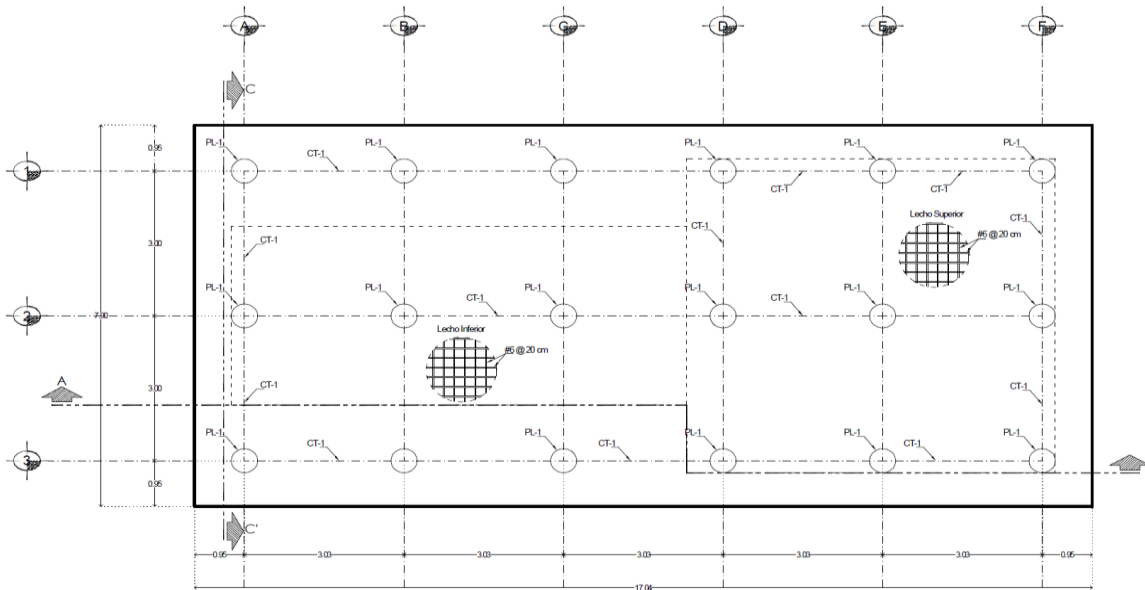 A B C D E F
C
0.95
PL-1 PL-1 PL-1 PL-1 PL-1 PL-1
CT-1
1
CT-1 CT-1
Lecho Superior
CT-1 CT-1
#6 @ 20 cm
3.00
CT-1
PL-1 PL-1 PL-1 PL-1 PL-1 PL-1
CT-1 CT-1
2
7.90
Lecho Inferior
#6 @ 20 cm
A
3.00
CT-1 CT-1
PL-1 PL-1 PL-1 PL-1 PL-1
CT-1 CT-1 CT-1
3
0.95
C'
0.95 3.03 3.03 3.03 3.03 3.03 0.95
17.04